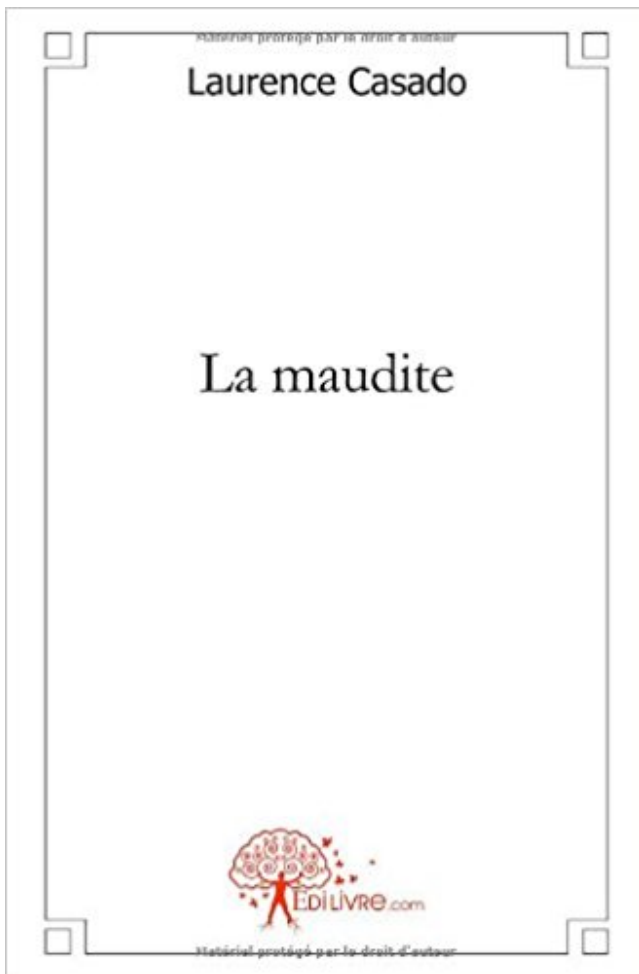 Matériel protégé par le droit d'auteur
Laurence Casado
La maudite
EDILIVRE.com
Matériel protégé par le droit d'auteur